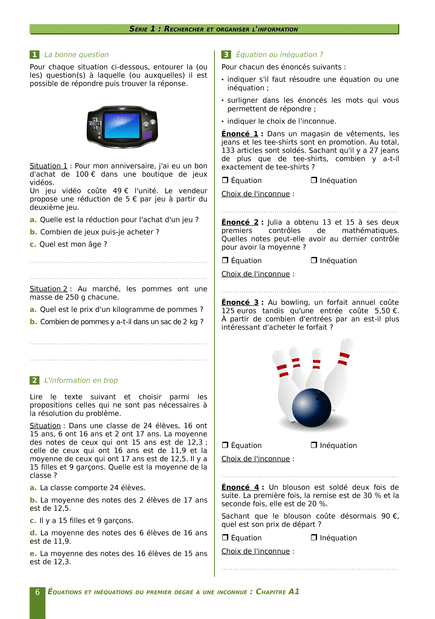 SÉRIE 1 : RECHERCHER ET ORGANISER L'INFORMATION
1 La bonne question
Pour chaque situation ci-dessous, entourer la (ou
les) question(s) à laquelle (ou auxquelles) il est
possible de répondre puis trouver la réponse.
Situation 1 : Pour mon anniversaire, j'ai eu un bon
d'achat de 100 € dans une boutique de jeux
vidéos.
Un jeu vidéo coûte 49 € l'unité. Le vendeur
propose une réduction de 5 € par jeu à partir du
deuxième jeu.
a. Quelle est la réduction pour l'achat d'un jeu ?
b. Combien de jeux puis-je acheter ?
c. Quel est mon âge ?
Situation 2 : Au marché, les pommes ont une
masse de 250 g chacune.
a. Quel est le prix d'un kilogramme de pommes ?
b. Combien de pommes y a-t-il dans un sac de 2 kg ?
2 L'information en trop
Lire le texte suivant et choisir parmi les
propositions celles qui ne sont pas nécessaires à
la résolution du problème.
Situation : Dans une classe de 24 élèves, 16 ont
15 ans, 6 ont 16 ans et 2 ont 17 ans. La moyenne
des notes de ceux qui ont 15 ans est de 12,3 ;
celle de ceux qui ont 16 ans est de 11,9 et la
moyenne de ceux qui ont 17 ans est de 12,5. Il y a
15 filles et 9 garçons. Quelle est la moyenne de la
classe ?
a. La classe comporte 24 élèves.
b. La moyenne des notes des 2 élèves de 17 ans
est de 12,5.
c. Il y a 15 filles et 9 garçons.
d. La moyenne des notes des 6 élèves de 16 ans
est de 11,9.
e. La moyenne des notes des 16 élèves de 15 ans
est de 12,3.
3 Équation ou inéquation ?
Pour chacun des énoncés suivants :
• indiquer s'il faut résoudre une équation ou une
inéquation ;
• surligner dans les énoncés les mots qui vous
permettent de répondre ;
• indiquer le choix de l'inconnue.
Énoncé 1 : Dans un magasin de vêtements, les
jeans et les tee-shirts sont en promotion. Au total,
133 articles sont soldés. Sachant qu'il y a 27 jeans
de plus que de tee-shirts, combien y a-t-il
exactement de tee-shirts ?
❒ Équation ❒ Inéquation
Choix de l'inconnue :
Énoncé 2 : Julia a obtenu 13 et 15 à ses deux
premiers contrôles de mathématiques.
Quelles notes peut-elle avoir au dernier contrôle
pour avoir la moyenne ?
❒ Équation ❒ Inéquation
Choix de l'inconnue :
Énoncé 3 : Au bowling, un forfait annuel coûte
125 euros tandis qu'une entrée coûte 5,50 €.
À partir de combien d'entrées par an est-il plus
intéressant d'acheter le forfait ?
❒ Équation ❒ Inéquation
Choix de l'inconnue :
Énoncé 4 : Un blouson est soldé deux fois de
suite. La première fois, la remise est de 30 % et la
seconde fois, elle est de 20 %.
Sachant que le blouson coûte désormais 90 €,
quel est son prix de départ ?
❒ Équation ❒ Inéquation
Choix de l'inconnue :
6 ÉQUATIONS ET INÉQUATIONS DU PREMIER DEGRÉ À UNE INCONNUE : CHAPITRE A1